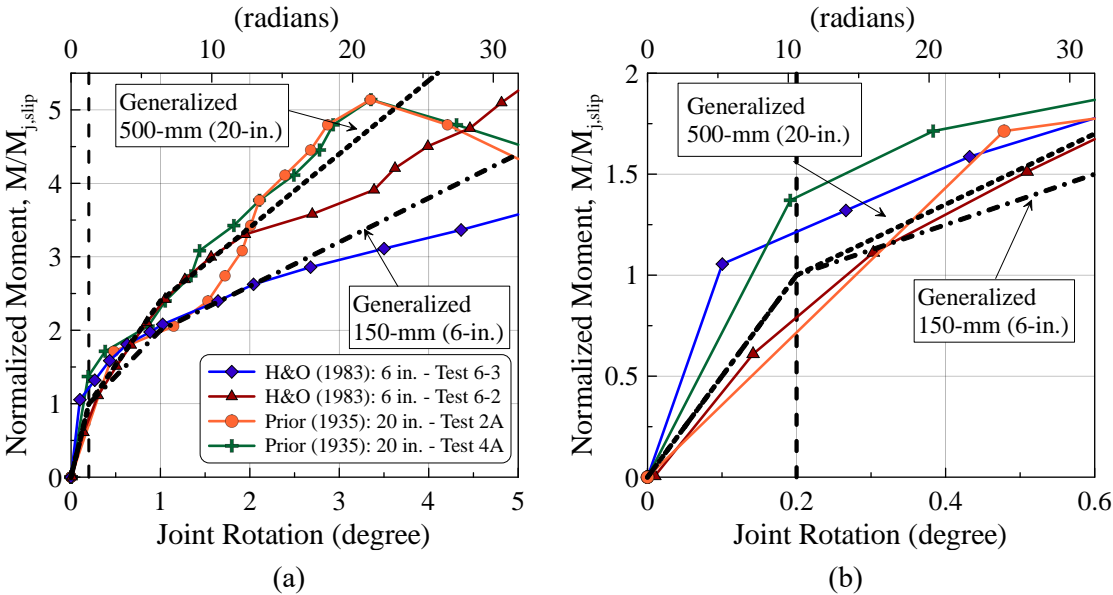 (radians)
0 10 20 30
Normalized Moment, M/Mj,slip
5
4
3
2
1
0
Generalized
500-mm (20-in.)
Generalized
150-mm (6-in.)
H&O (1983): 6 in. - Test 6-3
H&O (1983): 6 in. - Test 6-2
Prior (1935): 20 in. - Test 2A
Prior (1935): 20 in. - Test 4A
0 1 2 3 4 5
Joint Rotation (degree)
(a)
(radians)
0 10 20 30
Normalized Moment, M/Mj,slip
2
1.5
1
0.5
0
Generalized
500-mm (20-in.)
Generalized
150-mm (6-in.)
0 0.2 0.4 0.6
Joint Rotation (degree)
(b)